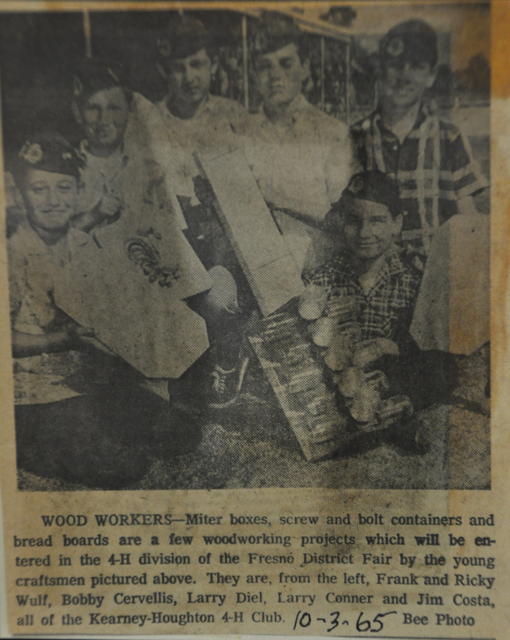 WOOD WORKERS—Miter boxes, screw and bolt containers and
bread boards are a few woodworking projects which will be en-
tered in the 4-H division of the Fresno District Fair by the young
craftsmen pictured above. They are, from the left, Frank and Ricky
Wulf, Bobby Cervellis, Larry Diel, Larry Conner and Jim Costa,
all of the Kearney-Houghton 4-H Club. 10-3-65 Bee Photo